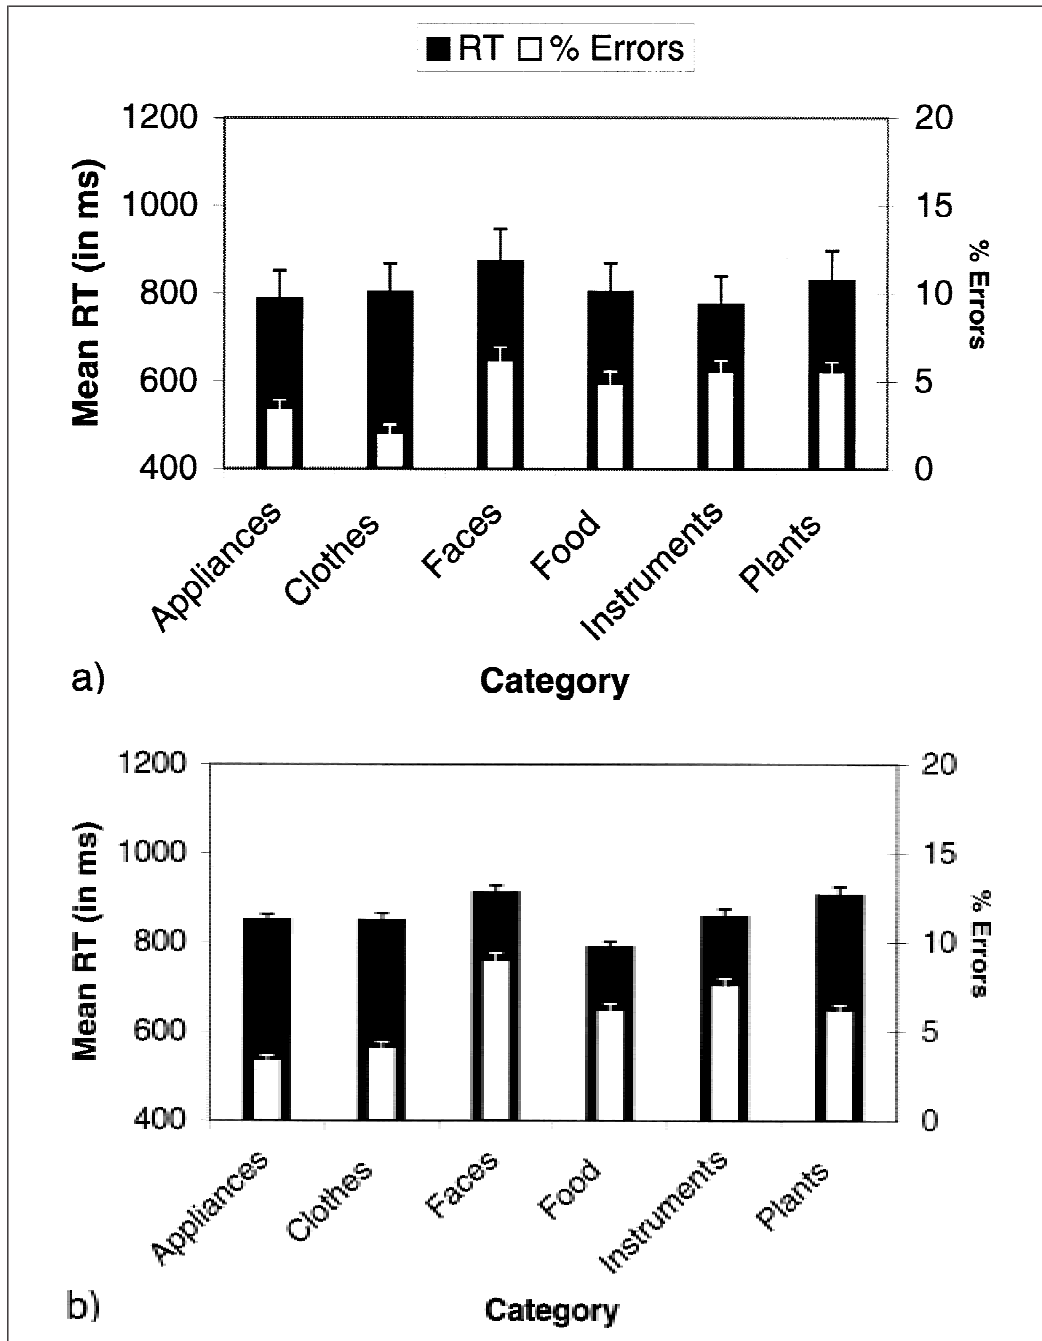 RT % Errors
1200
1000
800
600
400
Mean RT (in ms)
20
15
10
5
0
% Errors
Appliances
Clothes
Faces
Food
Instruments
Plants
a)
Category
1200
1000
800
600
400
Mean RT (in ms)
20
15
10
5
0
% Errors
Appliances
Clothes
Faces
Food
Instruments
Plants
b)
Category